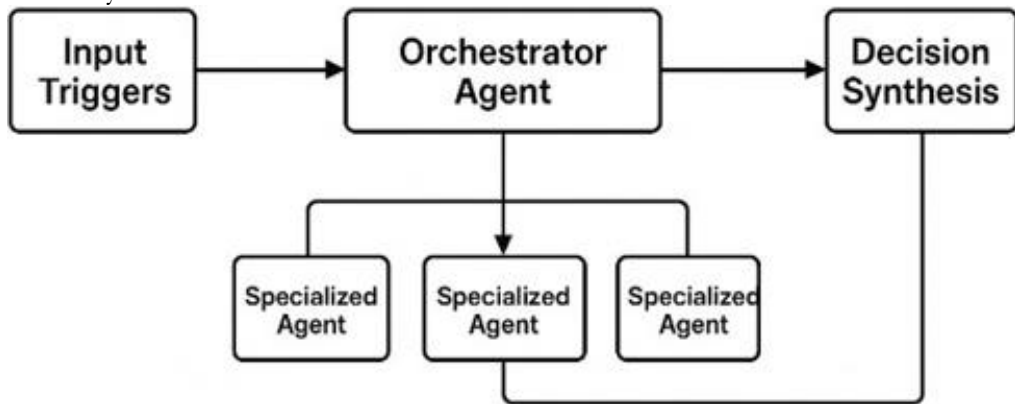 Input
Triggers
Orchestrator
Agent
Decision
Synthesis
Specialized
Agent
Specialized
Agent
Specialized
Agent